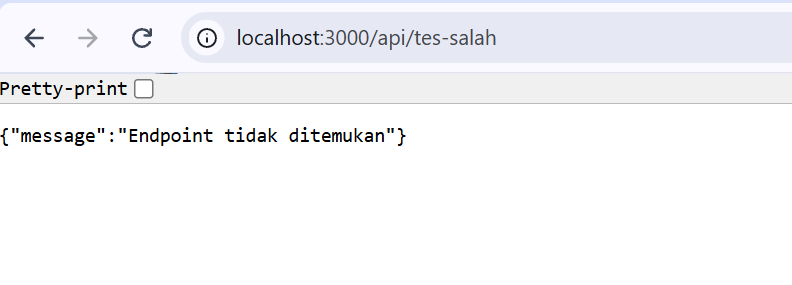 localhost:3000/api/tes-salah
Pretty-print
{"message":"Endpoint tidak ditemukan"}